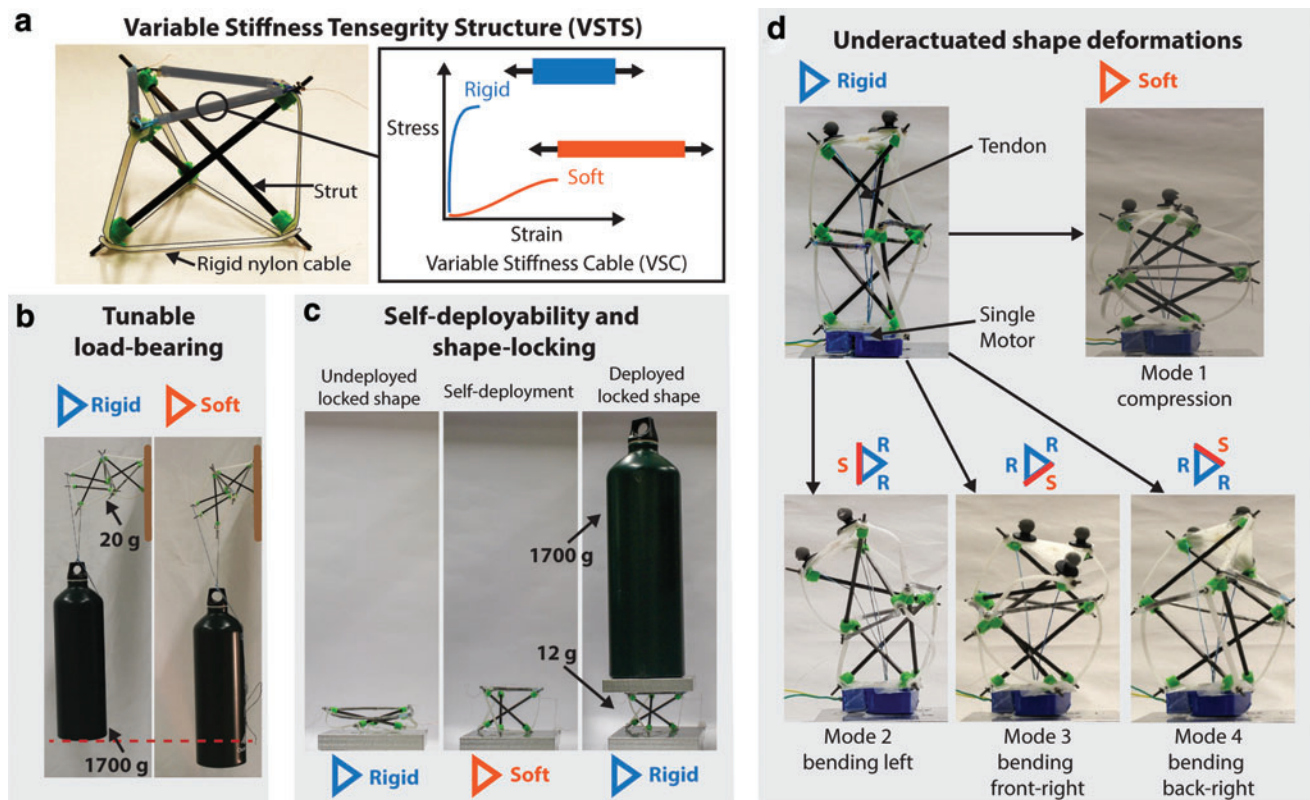 a
Variable Stiffness Tensegrity Structure (VSTS)
Strut
Rigid nylon cable
Rigid
Stress
Soft
Strain
Variable Stiffness Cable (VSC)
b
Tunable
load-bearing
Rigid
Soft
20 g
1700 g
c
Self-deployability and
shape-locking
Undeployed
locked shape
Self-deployment
Deployed
locked shape
1700 g
12 g
Rigid
Soft
Rigid
d
Underactuated shape deformations
Rigid
Soft
Tendon
Single
Motor
Mode 1
compression
S
R
R
R
R
S
S
R
R
Mode 2
bending left
Mode 3
bending
front-right
Mode 4
bending
back-right